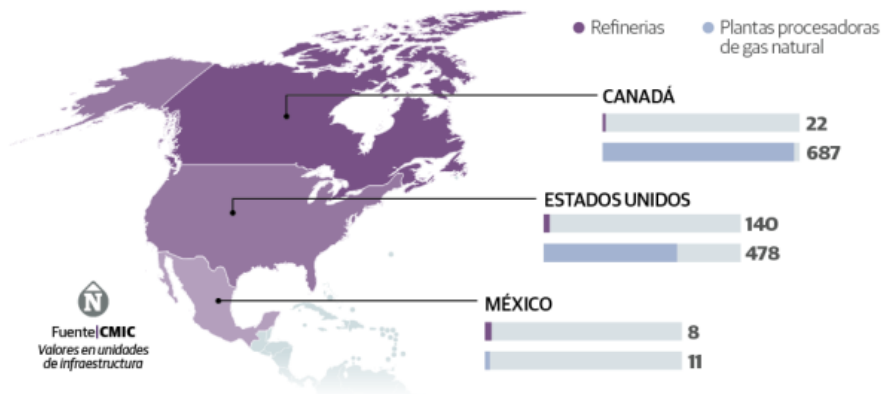 Refinerias
Plantas procesadoras
de gas natural
CANADÁ
22
687
ESTADOS UNIDOS
140
478
MÉXICO
8
11
N
Fuente|CMIC
Valores en unidades
de infraestructura